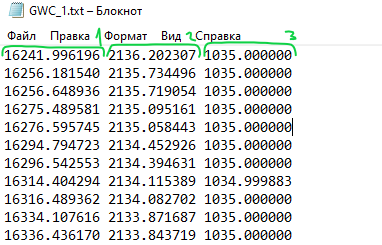 GWC_1.txt – Блокнот
Файл Правка 1 Формат Вид 2 Справка 3
16241.996196 2136.202307 1035.000000
16256.181540 2135.734496 1035.000000
16256.648936 2135.719054 1035.000000
16275.489581 2135.095161 1035.000000
16276.595745 2135.058443 1035.000000
16294.794723 2134.452926 1035.000000
16296.542553 2134.394631 1035.000000
16314.404294 2134.115389 1034.999883
16316.489362 2134.082702 1035.000000
16334.107616 2133.871687 1035.000000
16336.436170 2133.843719 1035.000000